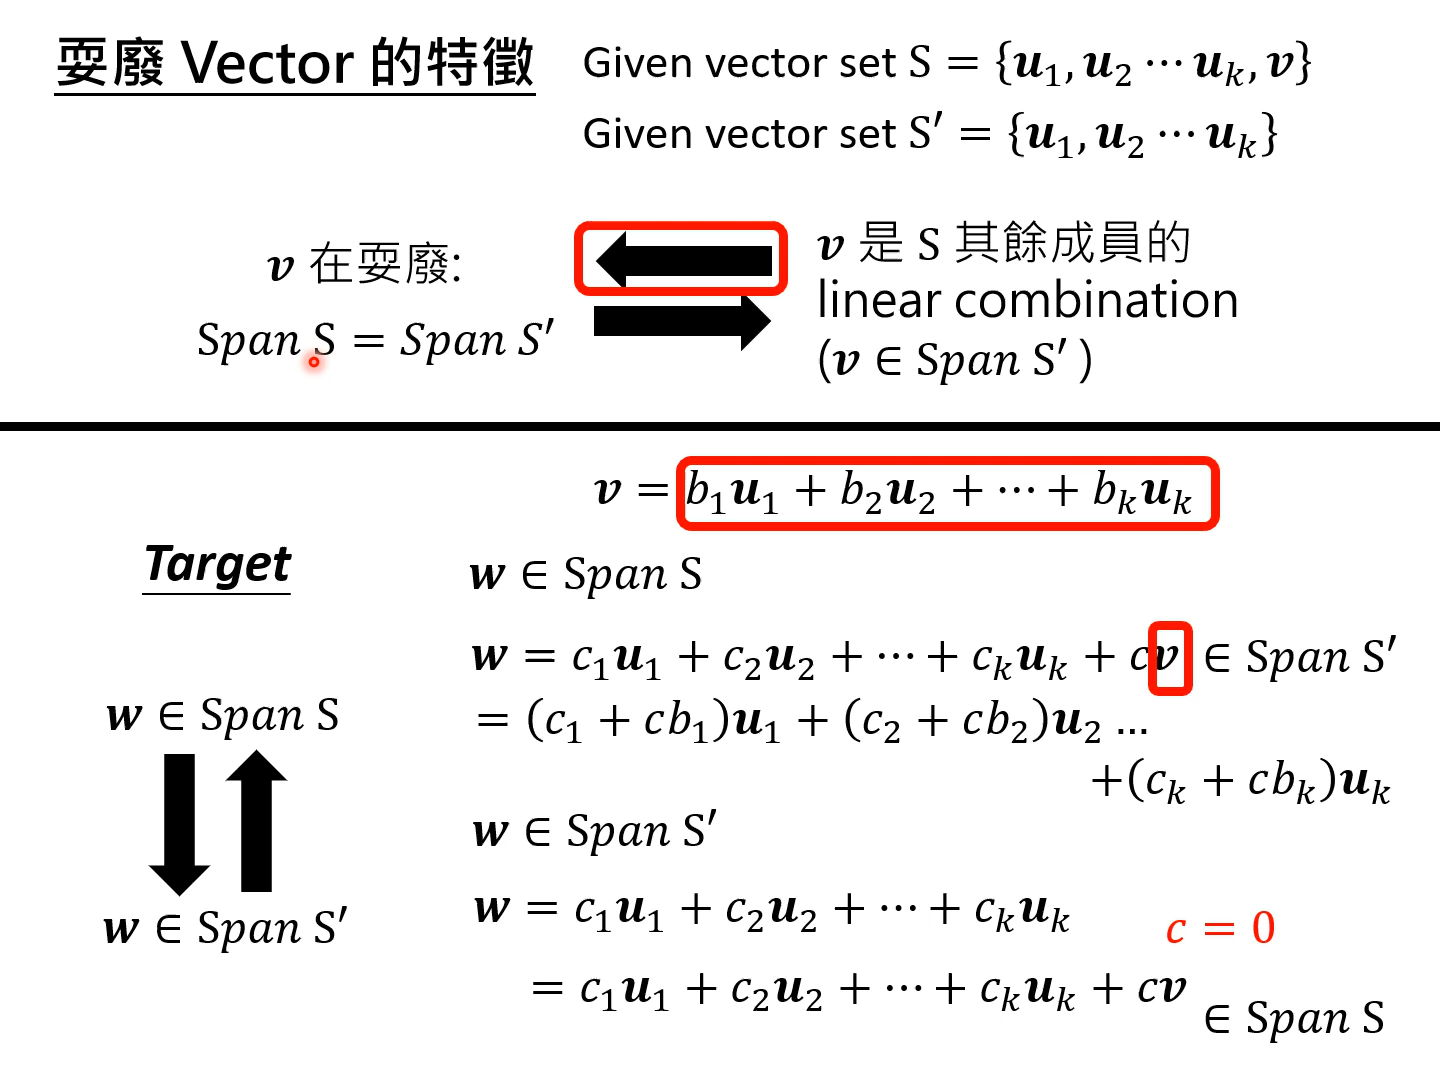 耍廢 Vector 的特徵
Given vector set S = {𝒖₁, 𝒖₂ ⋯ 𝒖ₖ, 𝒗}
Given vector set S′ = {𝒖₁, 𝒖₂ ⋯ 𝒖ₖ}
𝒗 在耍廢:
Span S = Span S′
𝒗 是 S 其餘成員的
linear combination
(𝒗 ∈ Span S′ )
𝒗 = b₁𝒖₁ + b₂𝒖₂ + ⋯ + bₖ𝒖ₖ
Target
𝒘 ∈ Span S
𝒘 ∈ Span S′
𝒘 ∈ Span S
𝒘 = c₁𝒖₁ + c₂𝒖₂ + ⋯ + cₖ𝒖ₖ + c𝒗 ∈ Span S′
= (c₁ + cb₁)𝒖₁ + (c₂ + cb₂)𝒖₂ ...
+(cₖ + cbₖ)𝒖ₖ
𝒘 ∈ Span S′
𝒘 = c₁𝒖₁ + c₂𝒖₂ + ⋯ + cₖ𝒖ₖ
c = 0
= c₁𝒖₁ + c₂𝒖₂ + ⋯ + cₖ𝒖ₖ + c𝒗
∈ Span S